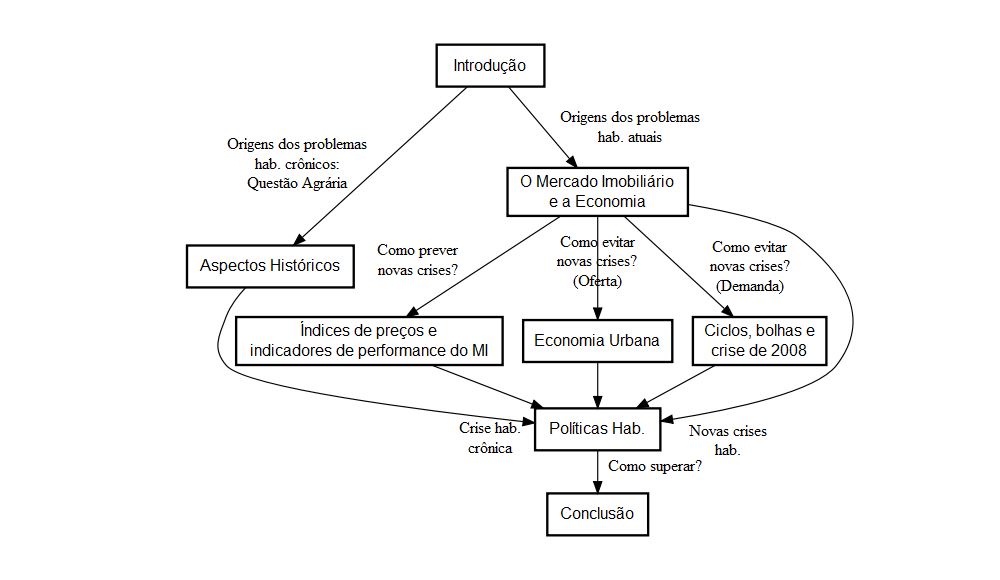 Introdução
Origens dos problemas
hab. atuais
Origens dos problemas
hab. crônicos:
Questão Agrária
O Mercado Imobiliário
e a Economia
Aspectos Históricos
Como prever
novas crises?
Como evitar
novas crises?
(Oferta)
Como evitar
novas crises?
(Demanda)
Índices de preços e
indicadores de performance do MI
Economia Urbana
Ciclos, bolhas e
crise de 2008
Crise hab.
crônica
Políticas Hab.
Novas crises
hab.
Como superar?
Conclusão